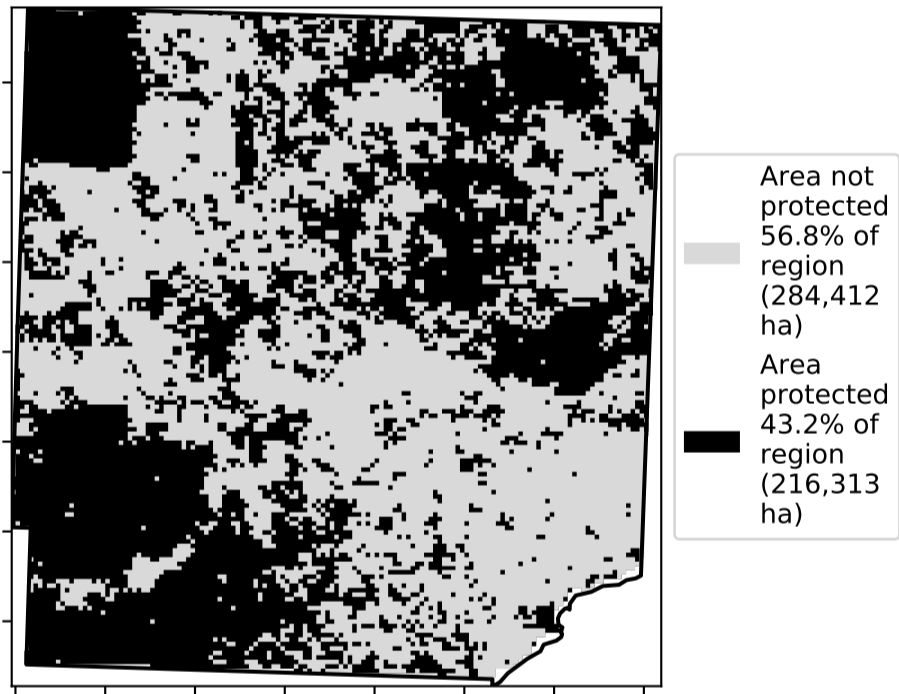 Area not
protected
56.8% of
region
(284,412
ha)
Area
protected
43.2% of
region
(216,313
ha)